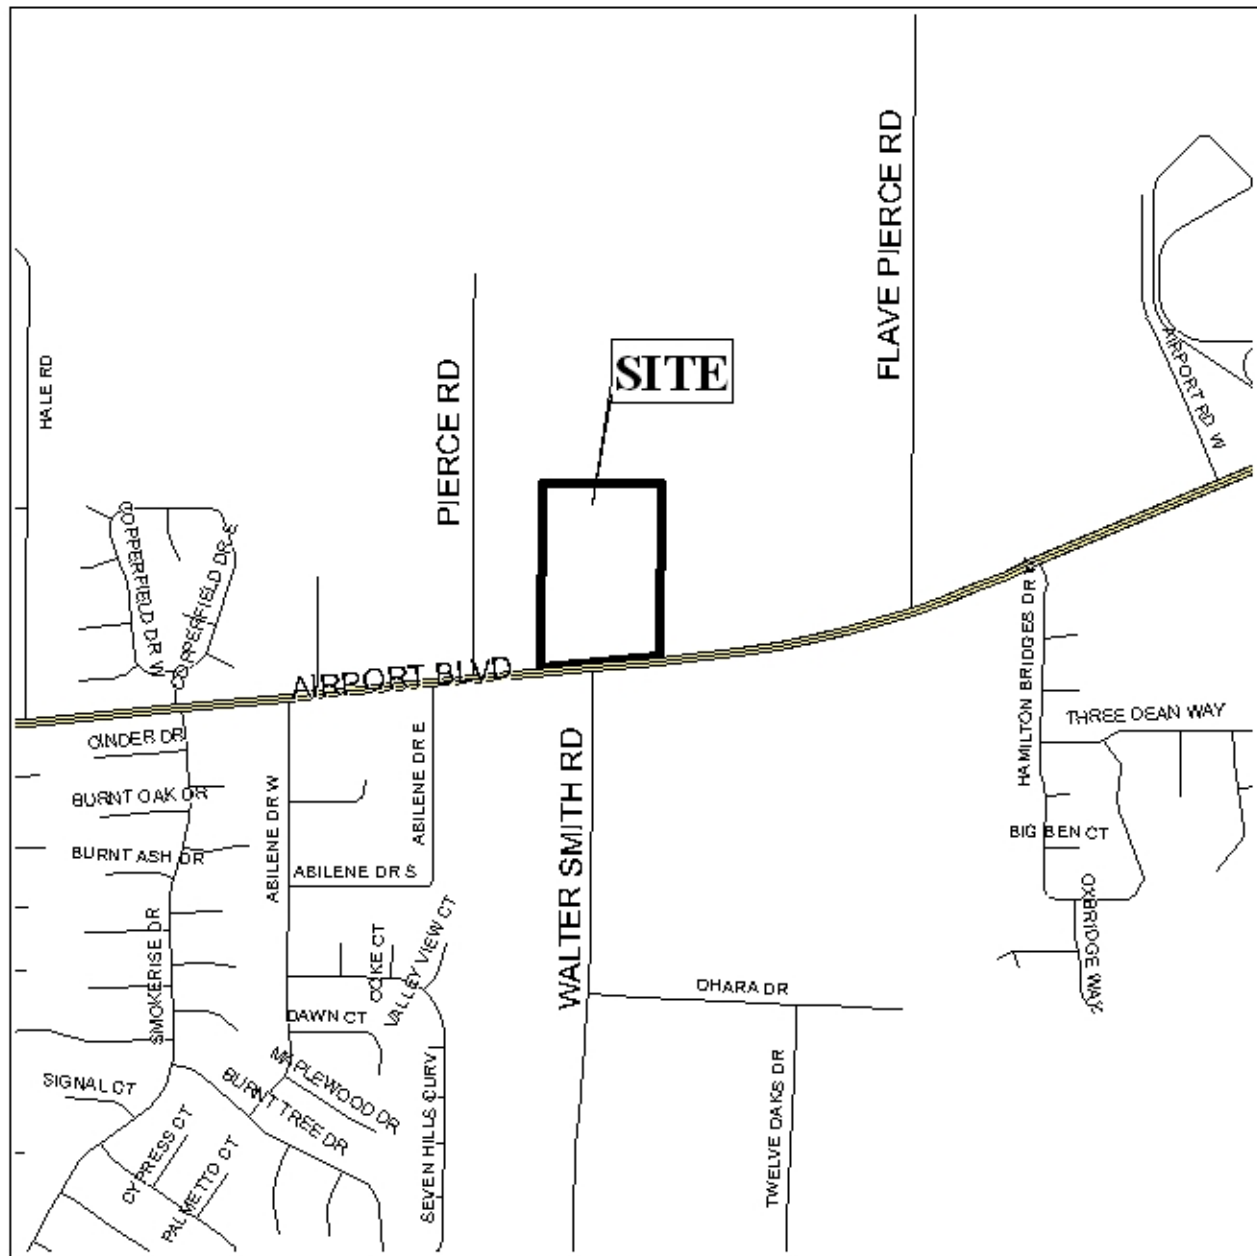 FLAVE PIERCE RD
HALE RD
PIERCE RD
SITE
AIRPORT RD W
COPPERFIELD DR W
COPPERFIELD DR E
AIRPORT BLVD
HAMILTON BRIDGES DR
THREE DEAN WAY
CINDER DR
BURNT OAK DR
BURNT ASH DR
ABILENE DR W
ABILENE DR E
ABILENE DR S
WALTER SMITH RD
BIG BEN CT
OXBRIDGE WAY
SMOKERISE DR
COKE CT
VALLEY VIEW CT
DAWN CT
OHARA DR
MAPLEWOOD DR
BURNT TREE DR
SIGNAL CT
CYPRESS CT
PALMETTO CT
SEVEN HILLS CURV
TWELVE OAKS DR